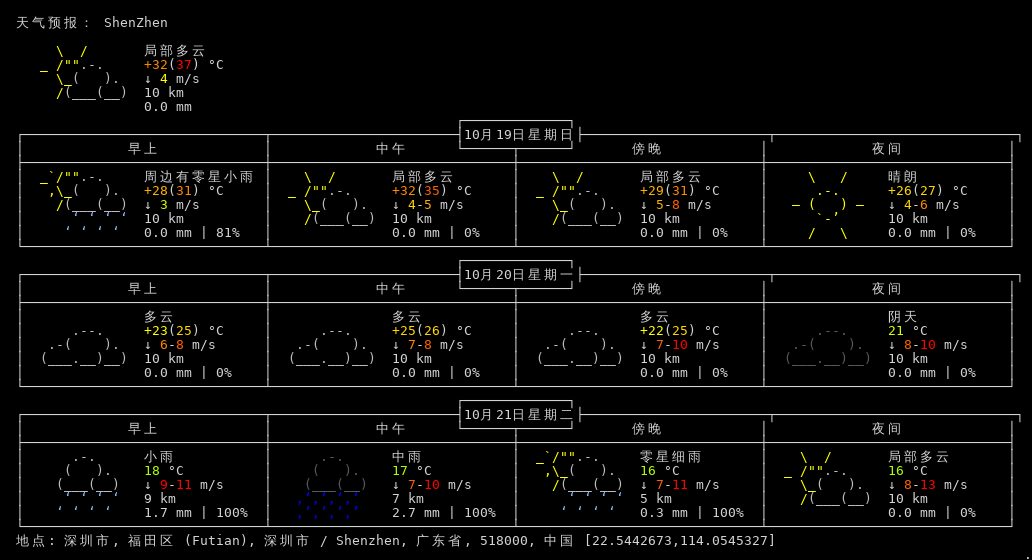 天气预报： ShenZhen
局部多云
+32(37) °C
↓ 4 m/s
10 km
0.0 mm
10月19日星期日
早上 中午 傍晚 夜间
周边有零星小雨 局部多云 局部多云 晴朗
+28(31) °C +32(35) °C +29(31) °C +26(27) °C
↓ 3 m/s ↓ 4-5 m/s ↓ 5-8 m/s ↓ 4-6 m/s
10 km 10 km 10 km 10 km
0.0 mm | 81% 0.0 mm | 0% 0.0 mm | 0% 0.0 mm | 0%
10月20日星期一
早上 中午 傍晚 夜间
多云 多云 多云 阴天
+23(25) °C +25(26) °C +22(25) °C 21 °C
↓ 6-8 m/s ↓ 7-8 m/s ↓ 7-10 m/s ↓ 8-10 m/s
10 km 10 km 10 km 10 km
0.0 mm | 0% 0.0 mm | 0% 0.0 mm | 0% 0.0 mm | 0%
10月21日星期二
早上 中午 傍晚 夜间
小雨 中雨 零星细雨 局部多云
18 °C 17 °C 16 °C 16 °C
↓ 9-11 m/s ↓ 7-10 m/s ↓ 7-11 m/s ↓ 8-13 m/s
9 km 7 km 5 km 10 km
1.7 mm | 100% 2.7 mm | 100% 0.3 mm | 100% 0.0 mm | 0%
地点: 深圳市, 福田区 (Futian), 深圳市 / Shenzhen, 广东省, 518000, 中国 [22.5442673,114.0545327]